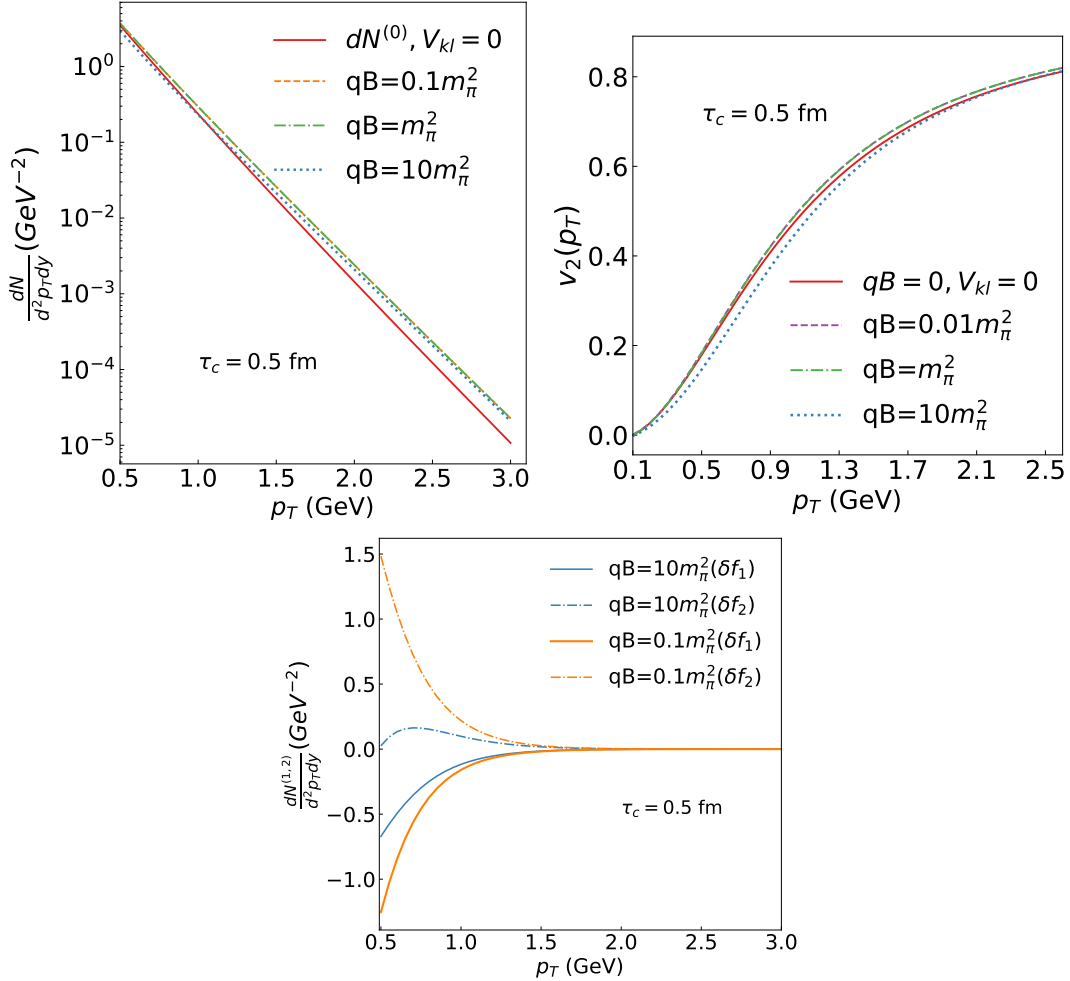 10^0
10^{-1}
10^{-2}
10^{-3}
10^{-4}
10^{-5}
\frac{dN}{d^2p_Tdy}(GeV^{-2})
dN^{(0)}, V_{kl} = 0
qB=0.1m_π^2
qB=m_π^2
qB=10m_π^2
τ_c = 0.5 fm
0.5 1.0 1.5 2.0 2.5 3.0
p_T (GeV)
0.8
0.6
0.4
0.2
0.0
v_2(p_T)
τ_c = 0.5 fm
qB = 0, V_{kl} = 0
qB=0.01m_π^2
qB=m_π^2
qB=10m_π^2
0.1 0.5 0.9 1.3 1.7 2.1 2.5
p_T (GeV)
1.5
1.0
0.5
0.0
−0.5
−1.0
\frac{dN^{(1,2)}}{d^2p_Tdy}(GeV^{-2})
qB=10m_π^2(δf_1)
qB=10m_π^2(δf_2)
qB=0.1m_π^2(δf_1)
qB=0.1m_π^2(δf_2)
τ_c = 0.5 fm
0.5 1.0 1.5 2.0 2.5 3.0
p_T (GeV)